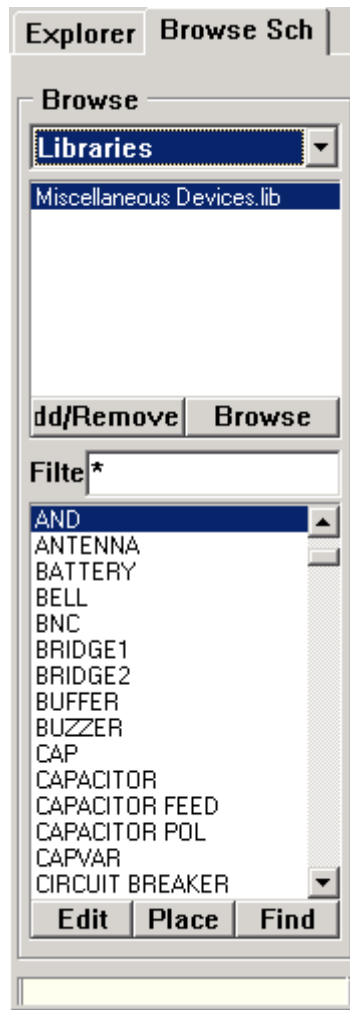 Explorer Browse Sch
Browse
Libraries
Miscellaneous Devices.lib
dd/Remove Browse
Filte *
AND
ANTENNA
BATTERY
BELL
BNC
BRIDGE1
BRIDGE2
BUFFER
BUZZER
CAP
CAPACITOR
CAPACITOR FEED
CAPACITOR POL
CAPVAR
CIRCUIT BREAKER
Edit Place Find